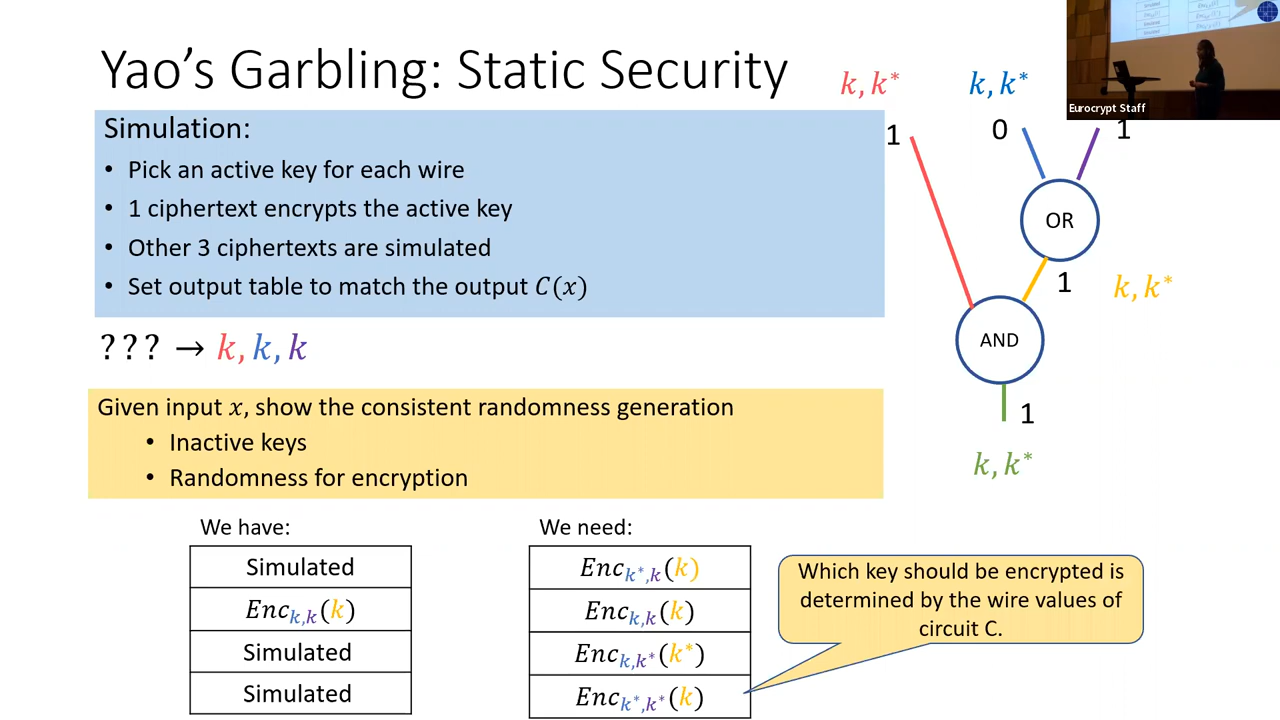 Yao's Garbling: Static Security
Simulation:
• Pick an active key for each wire
• 1 ciphertext encrypts the active key
• Other 3 ciphertexts are simulated
• Set output table to match the output C(x)
? ? ? → k, k, k
Given input x, show the consistent randomness generation
• Inactive keys
• Randomness for encryption
We have:
Simulated
Enc_{k,k}(k)
Simulated
Simulated
We need:
Enc_{k*,k}(k)
Enc_{k,k}(k)
Enc_{k,k*}(k*)
Enc_{k*,k*}(k)
Which key should be encrypted is
determined by the wire values of
circuit C.
k, k*
k, k*
Eurocrypt Staff
1
0
1
OR
1
k, k*
AND
1
k, k*